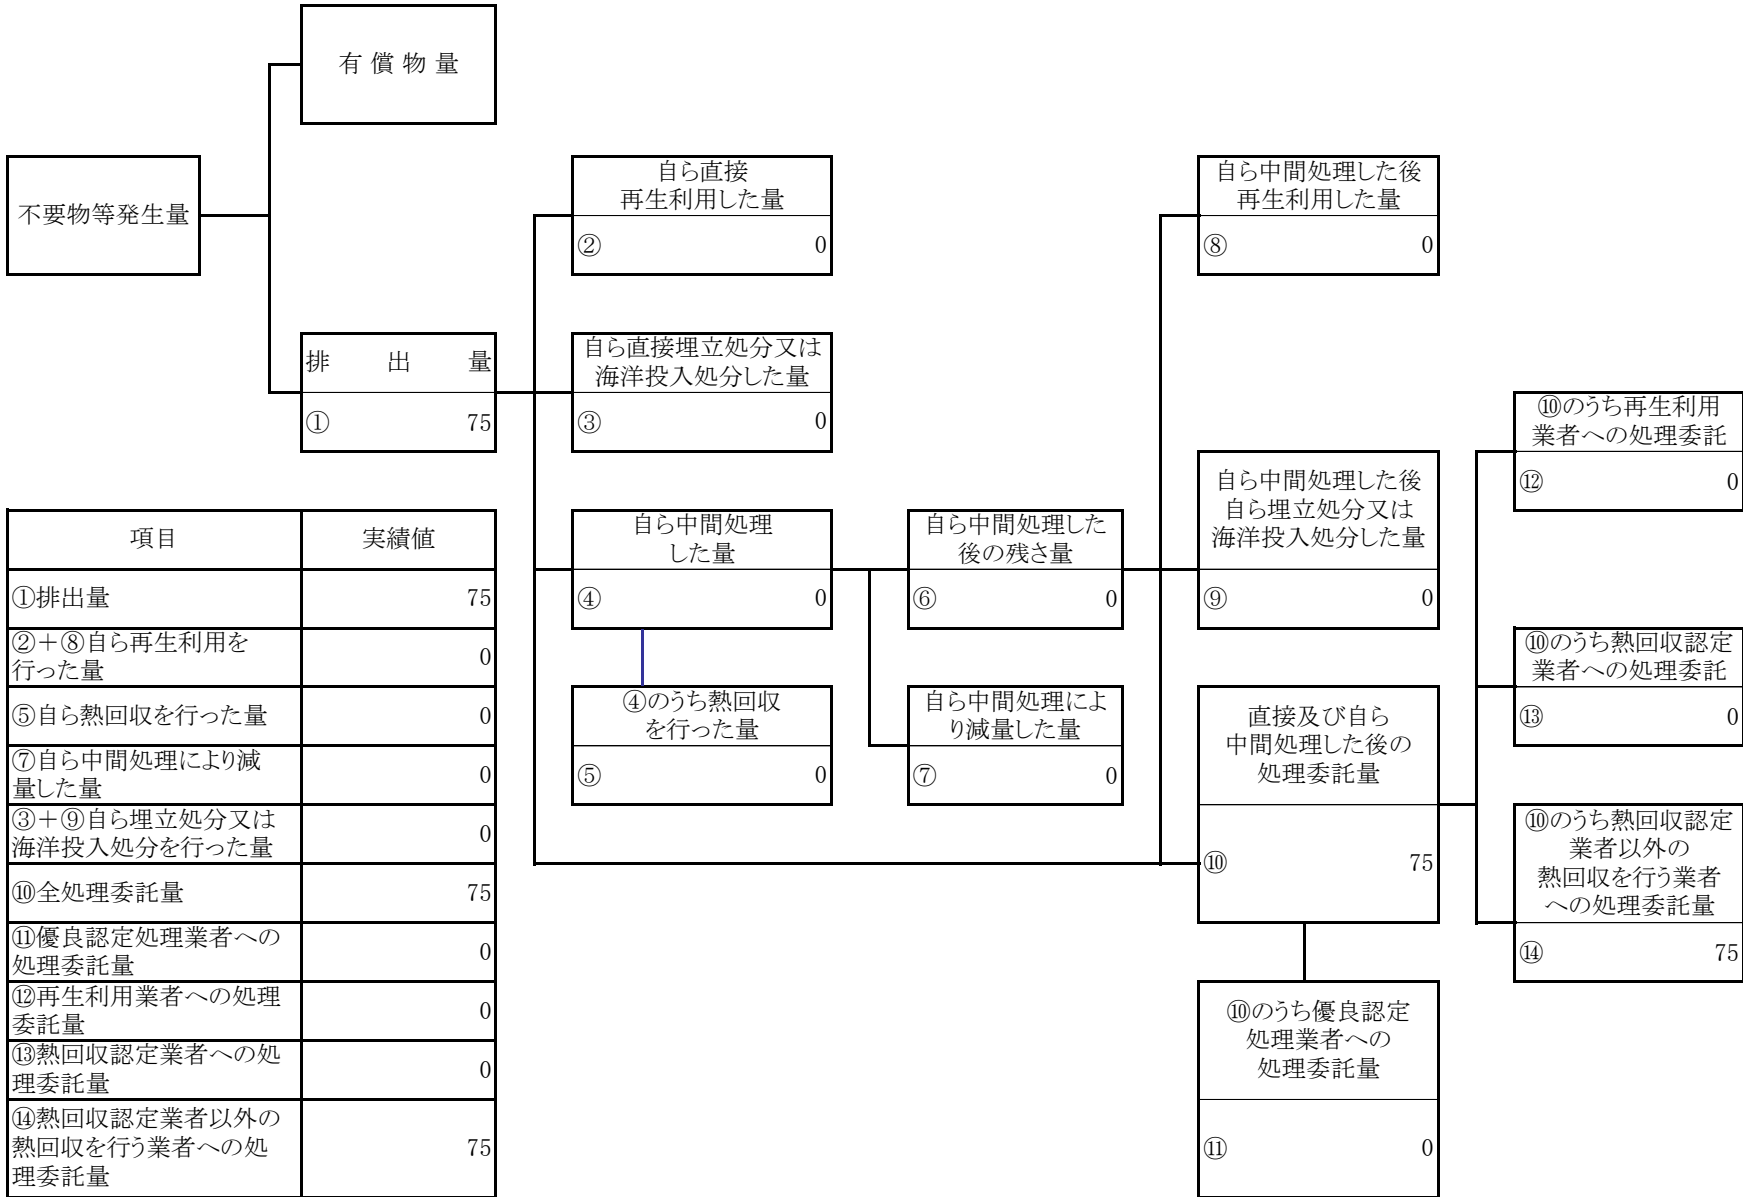 有 償 物 量
不要物等発生量
排 出 量
① 75
自ら直接
再生利用した量
② 0
自ら直接埋立処分又は
海洋投入処分した量
③ 0
自ら中間処理
した量
④ 0
④のうち熱回収
を行った量
⑤ 0
自ら中間処理した
後の残さ量
⑥ 0
自ら中間処理によ
り減量した量
⑦ 0
自ら中間処理した後
再生利用した量
⑧ 0
自ら中間処理した後
自ら埋立処分又は
海洋投入処分した量
⑨ 0
直接及び自ら
中間処理した後の
処理委託量
⑩ 75
⑩のうち優良認定
処理業者への
処理委託量
⑪ 0
⑩のうち再生利用
業者への処理委託
⑫ 0
⑩のうち熱回収認定
業者への処理委託
⑬ 0
⑩のうち熱回収認定
業者以外の
熱回収を行う業者
への処理委託量
⑭ 75
項目 実績値
①排出量 75
②＋⑧自ら再生利用を
行った量 0
⑤自ら熱回収を行った量 0
⑦自ら中間処理により減
量した量 0
③＋⑨自ら埋立処分又は
海洋投入処分を行った量 0
⑩全処理委託量 75
⑪優良認定処理業者への
処理委託量 0
⑫再生利用業者への処理
委託量 0
⑬熱回収認定業者への処
理委託量 0
⑭熱回収認定業者以外の
熱回収を行う業者への処
理委託量 75